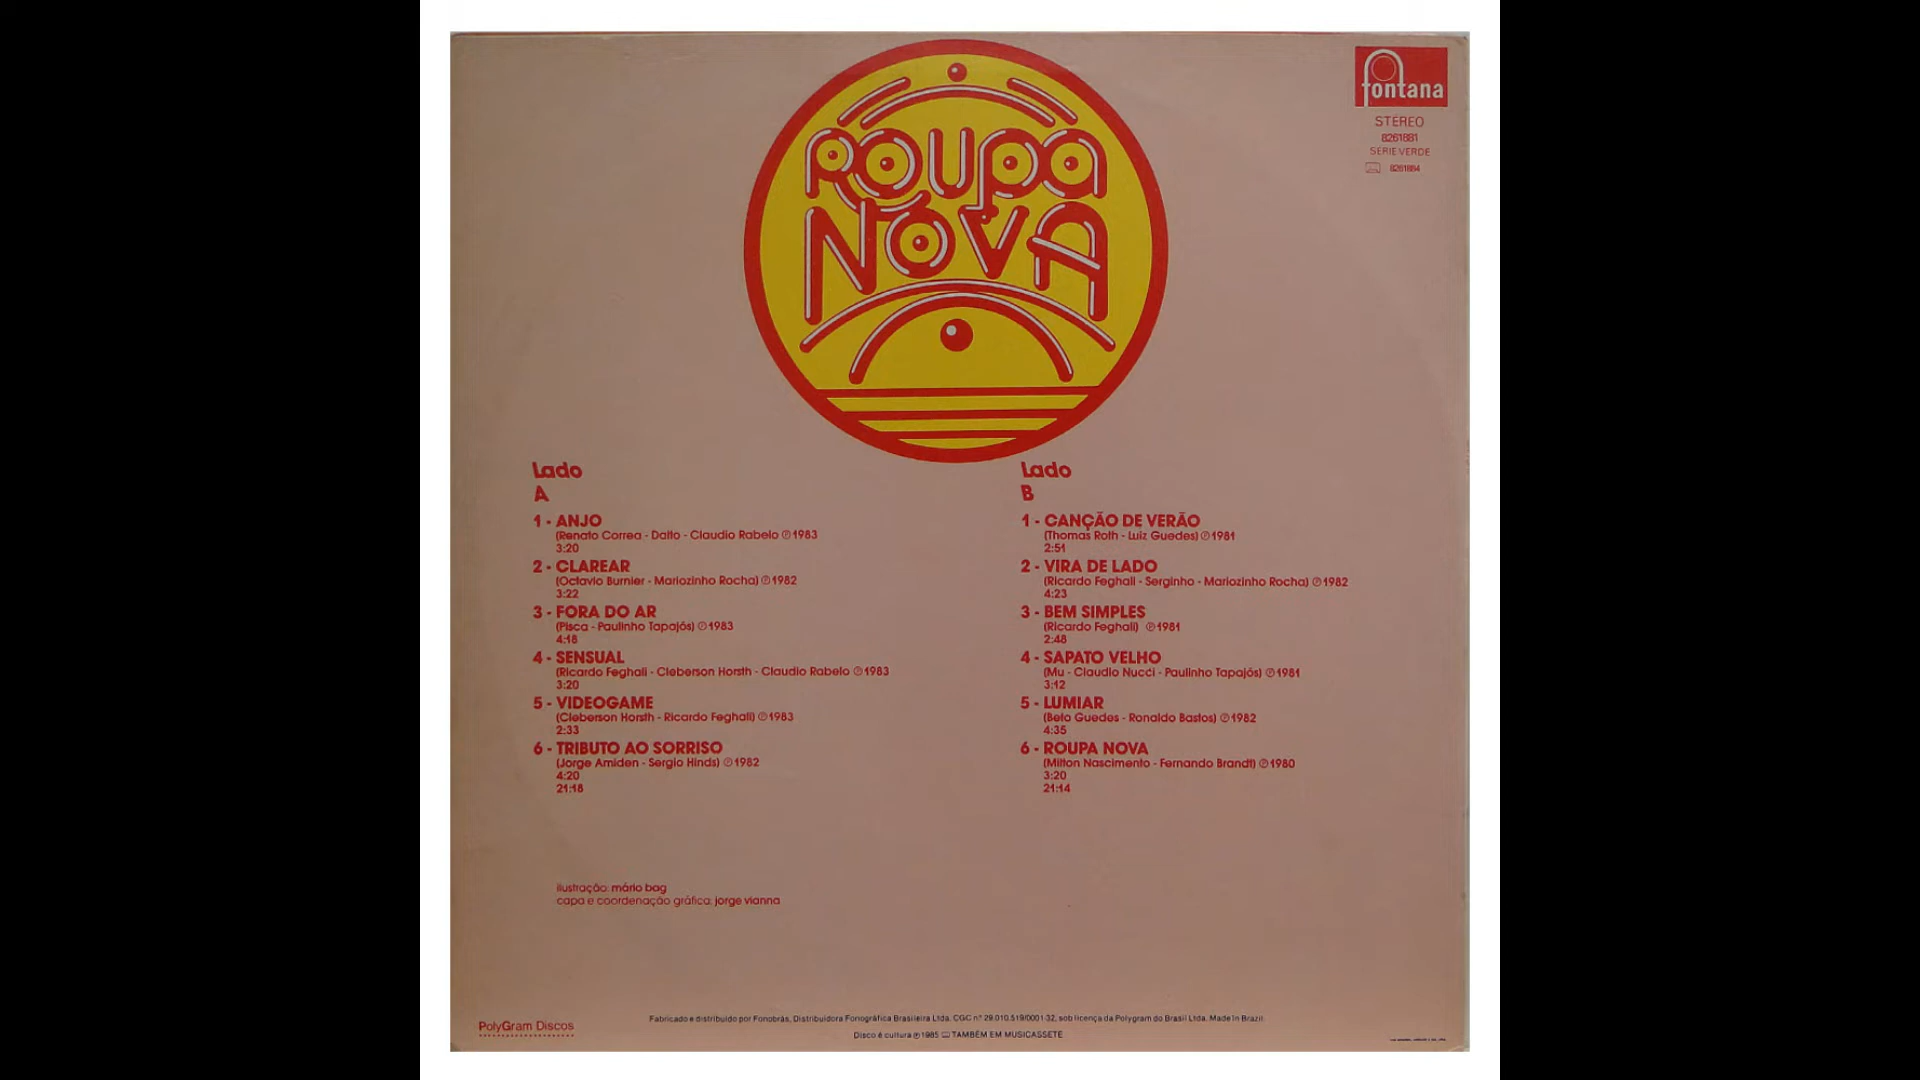 ROUPA
NOVA
fontana
STEREO
8261881
SERIE VERDE
8261884
Lado
A
1 - ANJO
(Renato Correa - Dalto - Claudio Rabelo ℗1983
3:20
2 - CLAREAR
(Octavio Burnier - Mariozinho Rocha) ℗1982
3:22
3 - FORA DO AR
(Pisca - Paulinho Tapajós) ℗1983
4:18
4 - SENSUAL
(Ricardo Feghali - Cleberson Horsth - Claudio Rabelo ℗1983
3:20
5 - VIDEOGAME
(Cleberson Horsth - Ricardo Feghali) ℗1983
2:33
6 - TRIBUTO AO SORRISO
(Jorge Amiden - Sergio Hinds) ℗1982
4:20
21:18
Lado
B
1 - CANÇÃO DE VERÃO
(Thomas Roth - Luiz Guedes) ℗1981
2:51
2 - VIRA DE LADO
(Ricardo Feghali - Serginho - Mariozinho Rocha) ℗1982
4:23
3 - BEM SIMPLES
(Ricardo Feghali) ℗1981
2:48
4 - SAPATO VELHO
(Mu - Claudio Nucci - Paulinho Tapajós) ℗1981
3:12
5 - LUMIAR
(Beto Guedes - Ronaldo Bastos) ℗1982
4:35
6 - ROUPA NOVA
(Milton Nascimento - Fernando Brandt) ℗1980
3:20
21:14
ilustração: mário bag
capa e coordenação gráfica: jorge vianna
PolyGram Discos
Fabricado e distribuído por Fonobrás, Distribuidora Fonográfica Brasileira Ltda. CGC nº 29.010.519/0001-32, sob licença da Polygram do Brasil Ltda. Made In Brazil.
Disco é cultura ℗1985 TAMBÉM EM MUSICASSETE